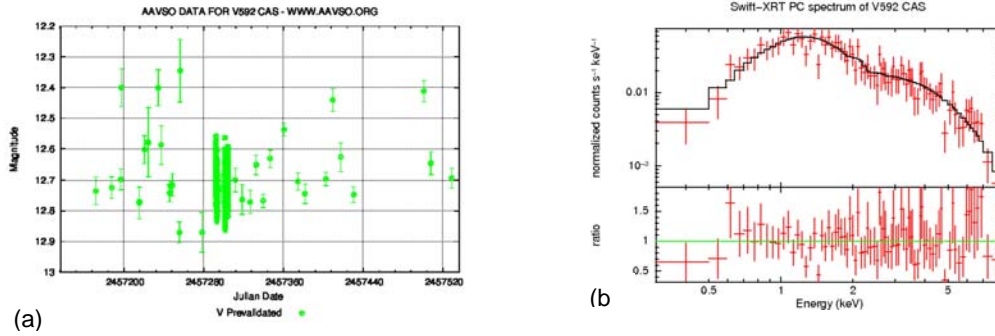 AAVSO DATA FOR V592 CAS - WWW.AAVSO.ORG
12.2
12.3
12.4
12.5
12.6
12.7
12.8
12.9
13
Magnitude
2457200 2457280 2457360 2457440 2457520
Julian Date
V Prevalidated
(a)
Swift-XRT PC spectrum of V592 CAS
normalized counts s⁻¹ keV⁻¹
0.01
10⁻³
ratio
1.5
1
0.5
0.5 1 2 5
Energy (keV)
(b)